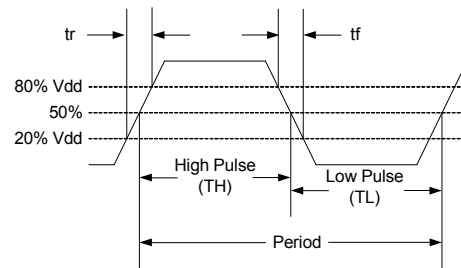 tr
tf
80% Vdd
50%
20% Vdd
High Pulse
(TH)
Low Pulse
(TL)
Period